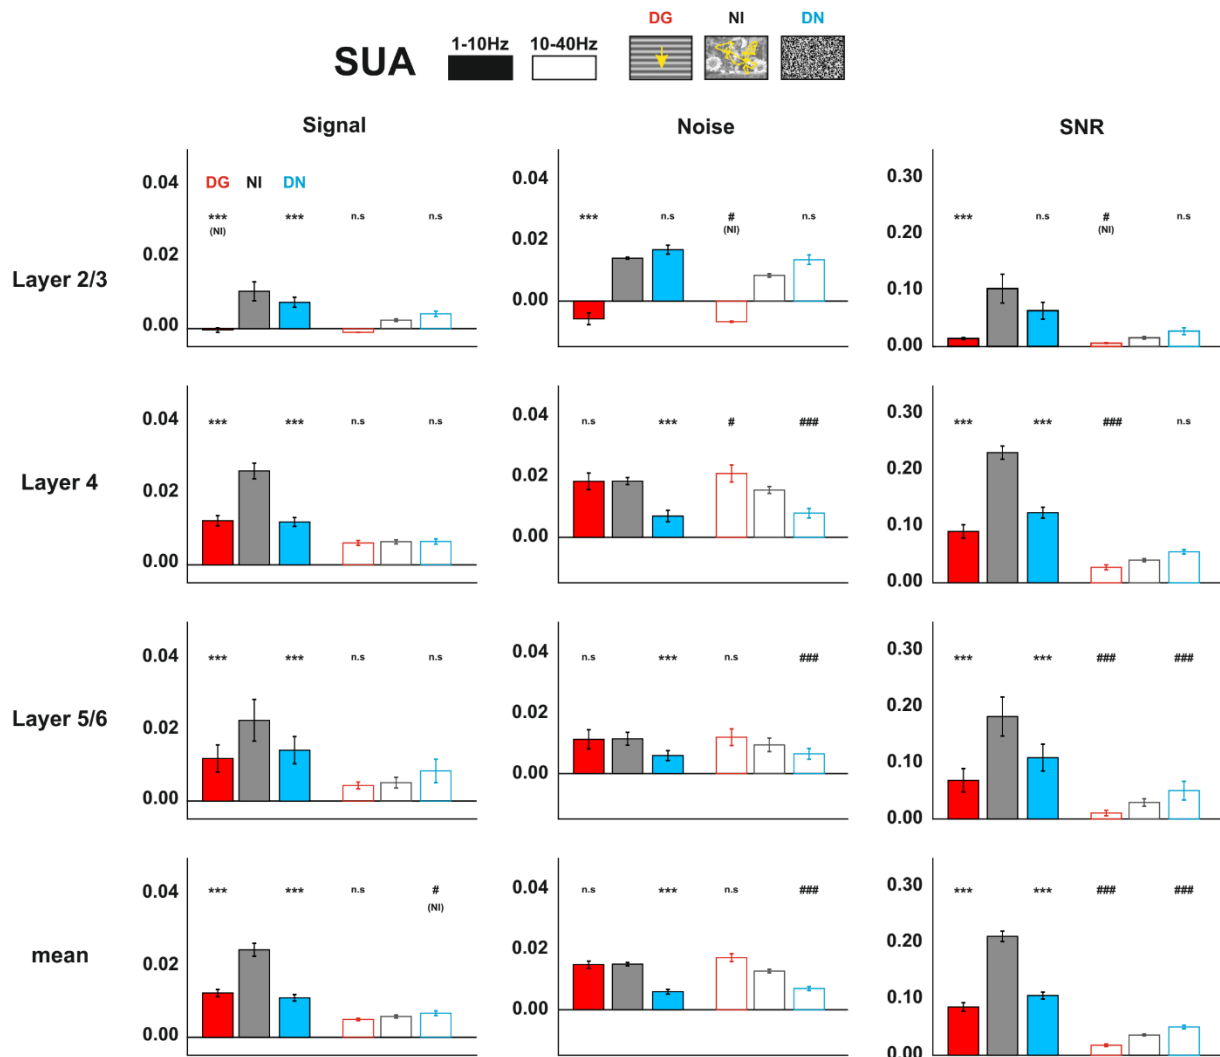 DG NI DN
SUA 1-10Hz 10-40Hz
Signal Noise SNR
Layer 2/3
0.04 0.02 0.00
DG NI DN
*** *** n.s n.s
(NI)
0.04 0.02 0.00
*** n.s # n.s
(NI)
0.30 0.20 0.10 0.00
*** n.s # n.s
(NI)
Layer 4
0.04 0.02 0.00
*** *** n.s n.s
0.04 0.02 0.00
n.s *** # ###
0.30 0.20 0.10 0.00
*** *** ### n.s
Layer 5/6
0.04 0.02 0.00
*** *** n.s n.s
0.04 0.02 0.00
n.s *** n.s ###
0.30 0.20 0.10 0.00
*** *** ### ###
mean
0.04 0.02 0.00
*** *** n.s #
(NI)
0.04 0.02 0.00
n.s *** n.s ###
0.30 0.20 0.10 0.00
*** *** ### ###